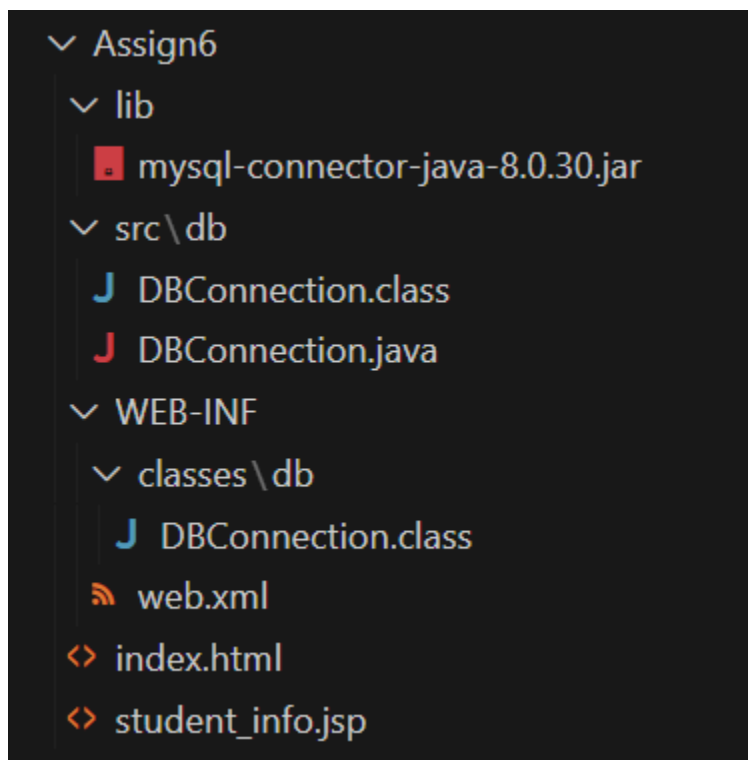 Assign6
lib
mysql-connector-java-8.0.30.jar
src\db
DBConnection.class
DBConnection.java
WEB-INF
classes\db
DBConnection.class
web.xml
index.html
student_info.jsp